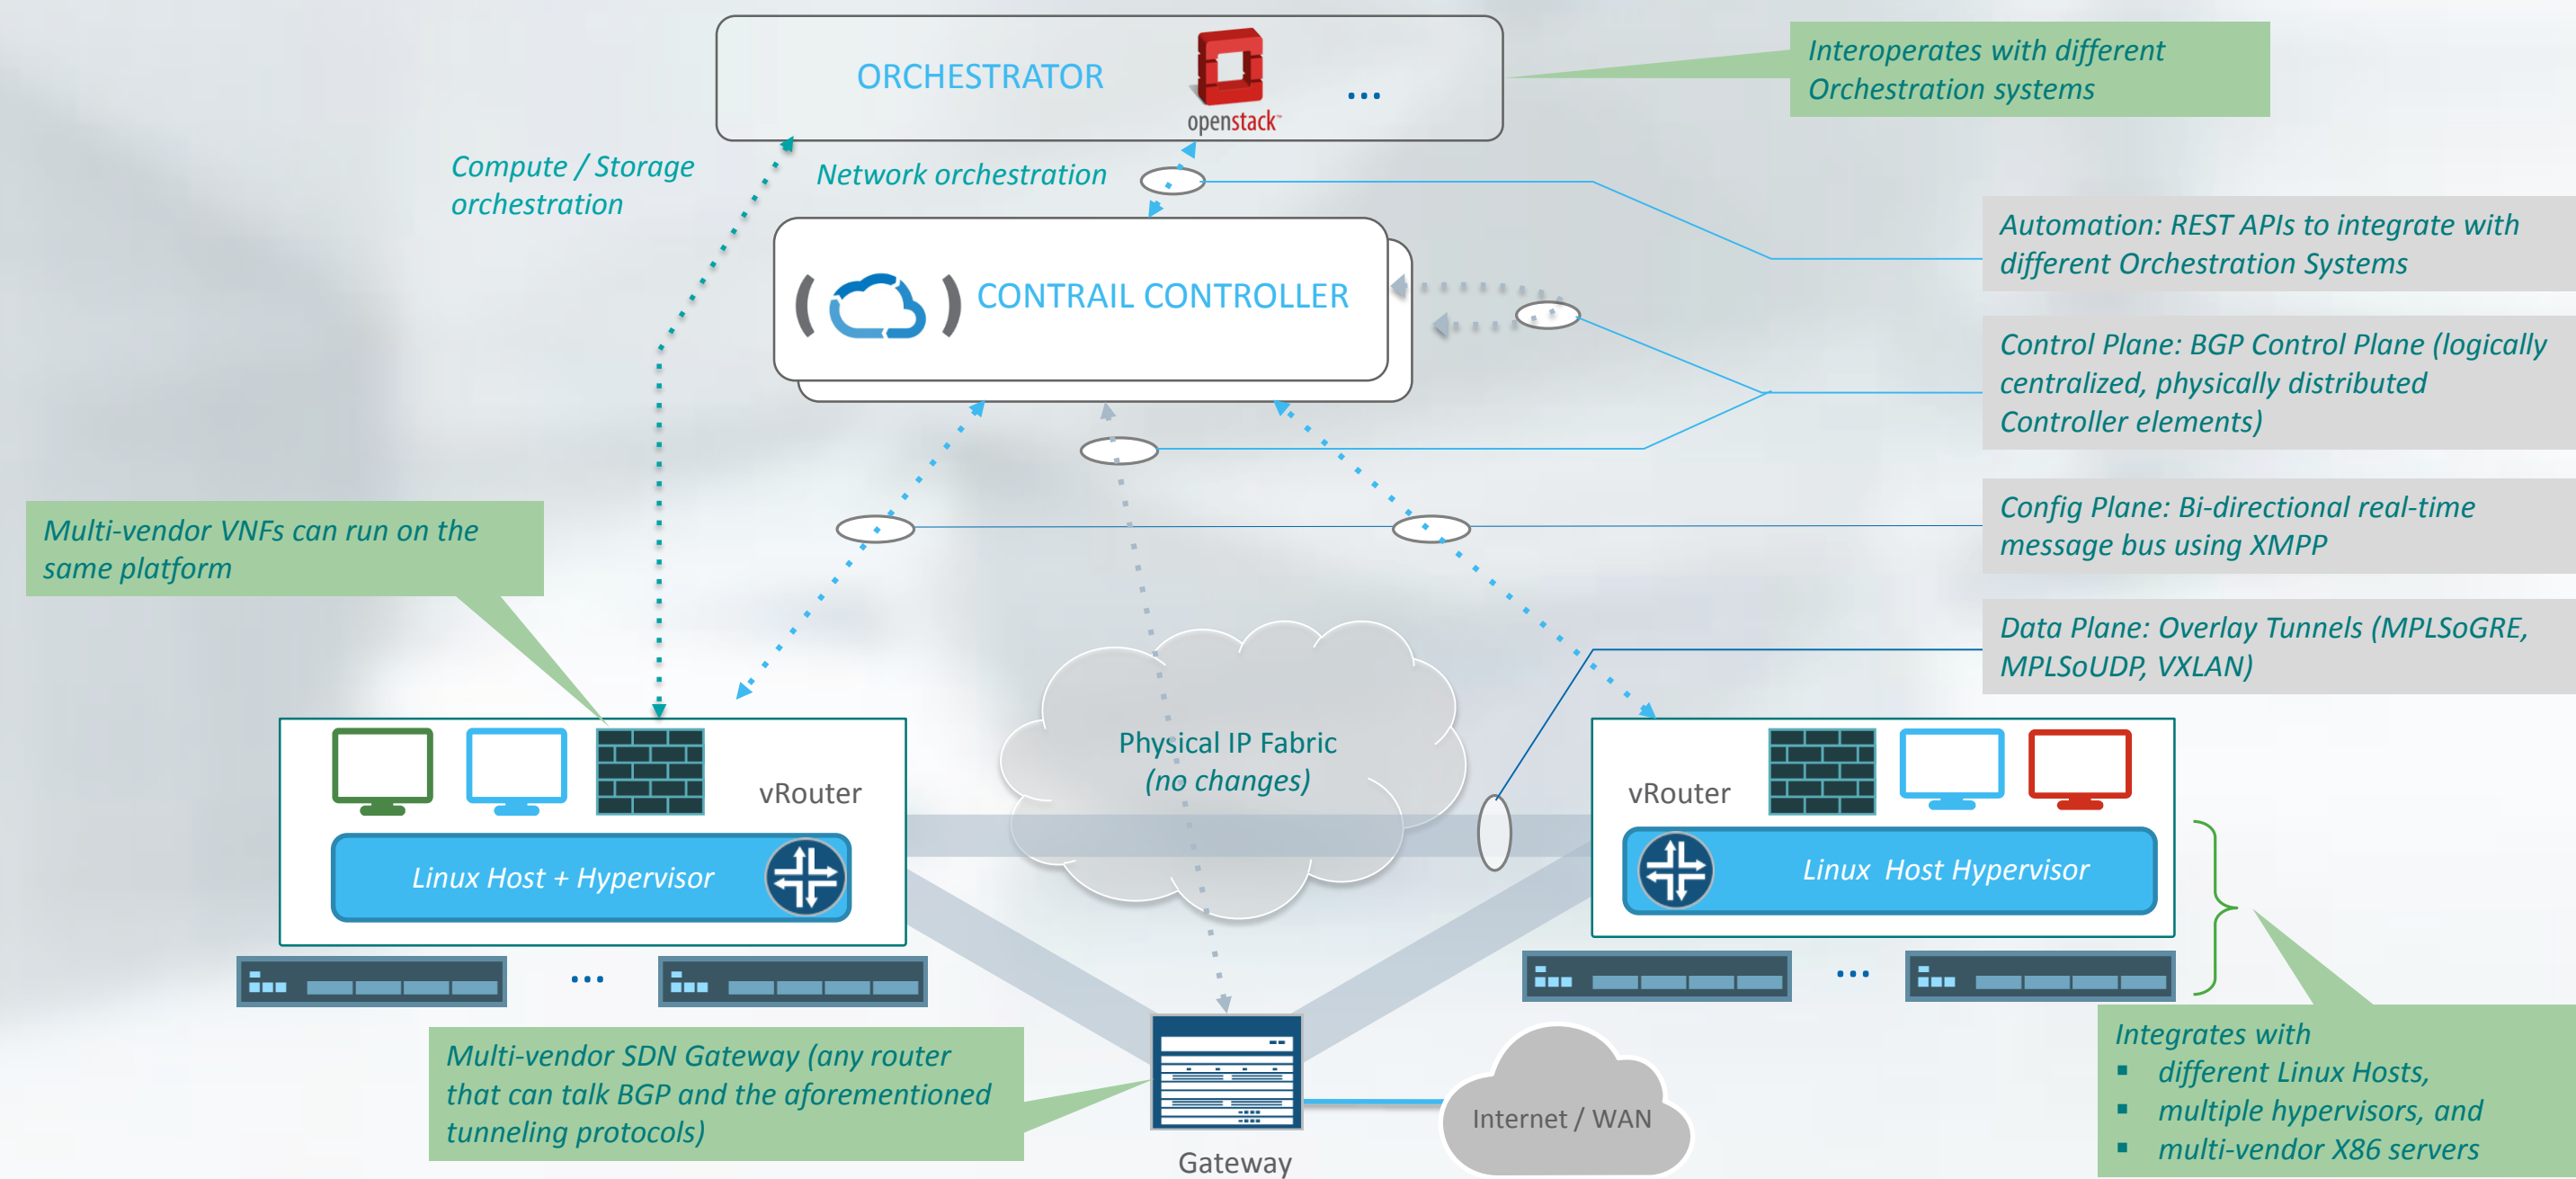 ORCHESTRATOR
openstack™
...
Interoperates with different
Orchestration systems
Compute / Storage
orchestration
Network orchestration
CONTRAIL CONTROLLER
Automation: REST APIs to integrate with
different Orchestration Systems
Control Plane: BGP Control Plane (logically
centralized, physically distributed
Controller elements)
Config Plane: Bi-directional real-time
message bus using XMPP
Data Plane: Overlay Tunnels (MPLSoGRE,
MPLSoUDP, VXLAN)
Multi-vendor VNFs can run on the
same platform
Physical IP Fabric
(no changes)
vRouter
Linux Host + Hypervisor
...
vRouter
Linux  Host Hypervisor
...
Multi-vendor SDN Gateway (any router
that can talk BGP and the aforementioned
tunneling protocols)
Gateway
Internet / WAN
Integrates with
▪ different Linux Hosts,
▪ multiple hypervisors, and
▪ multi-vendor X86 servers